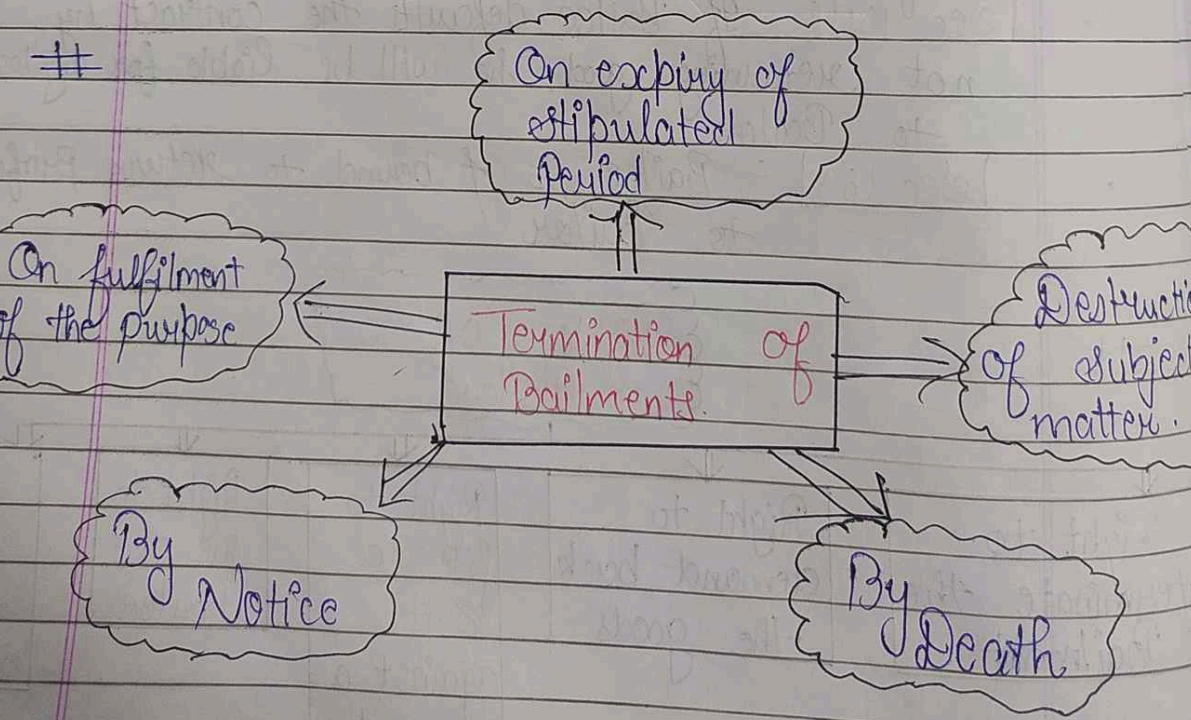 #
On expiry of
stipulated
Period
On fulfilment
of the purpose
Termination of
Bailments.
Destructi
of subjec
matter.
By
Notice
By
Death